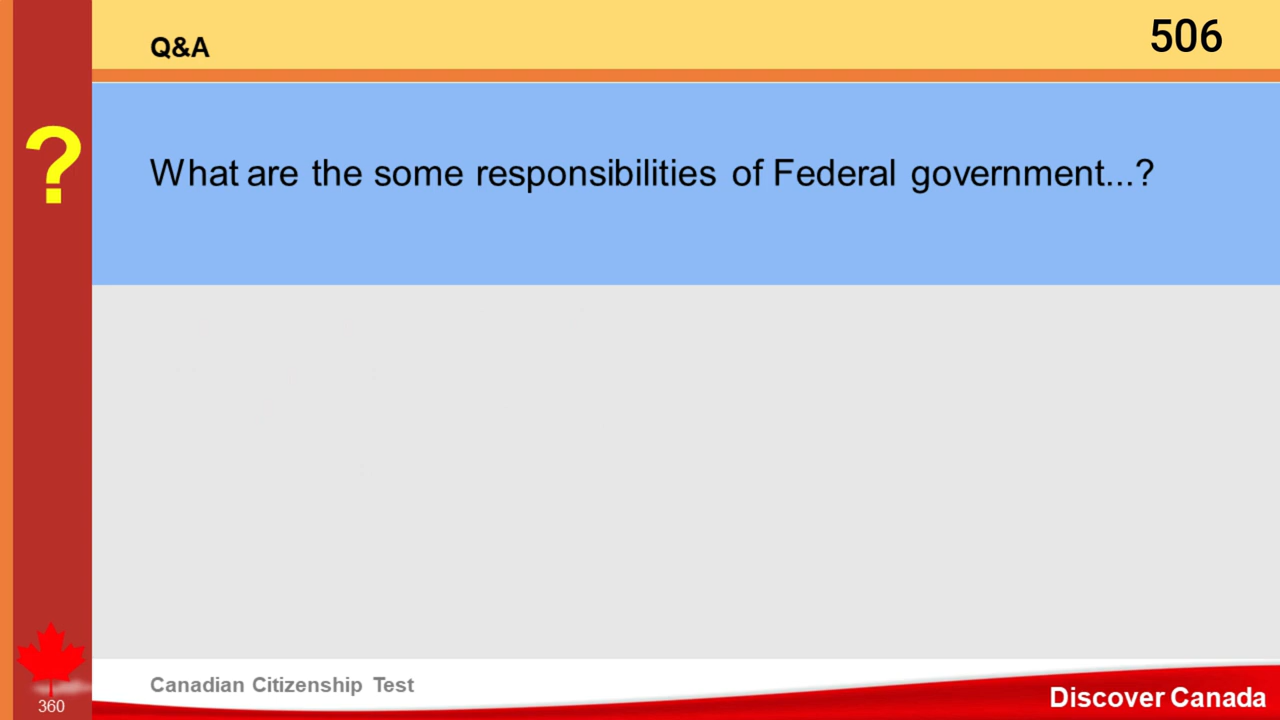 Q&A
506
?
What are the some responsibilities of Federal government...?
Canadian Citizenship Test
360
Discover Canada